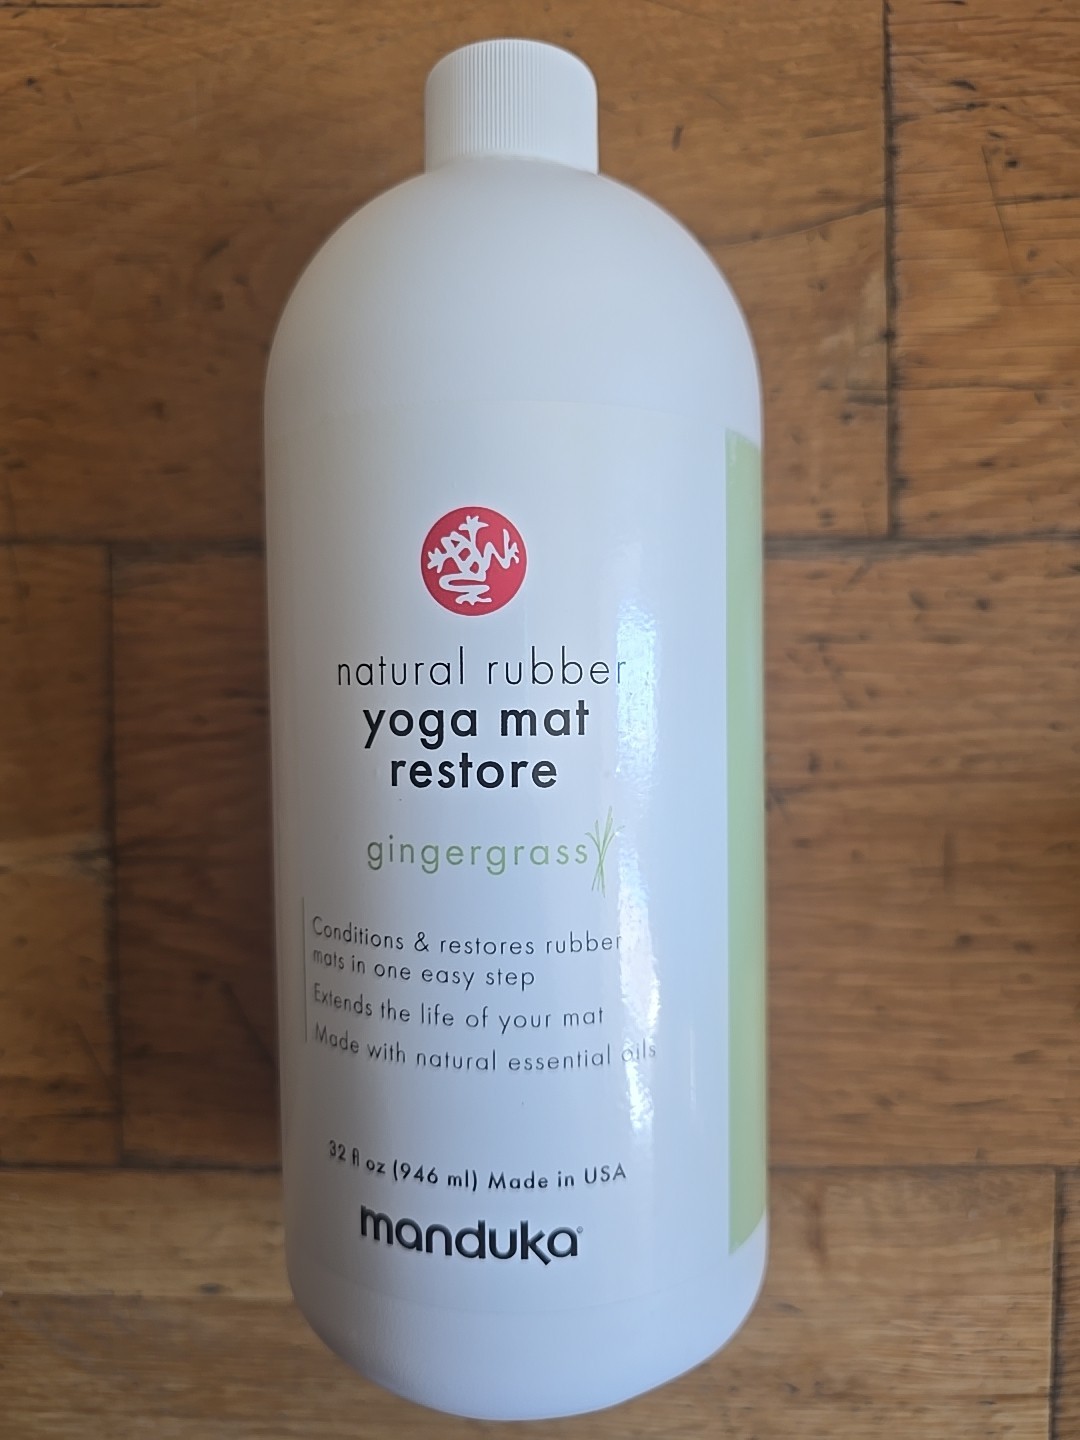 natural rubber
yoga mat
restore
gingergrass
Conditions & restores rubber
mats in one easy step
Extends the life of your mat
Made with natural essential oils
32 fl oz (946 ml) Made in USA
manduka®